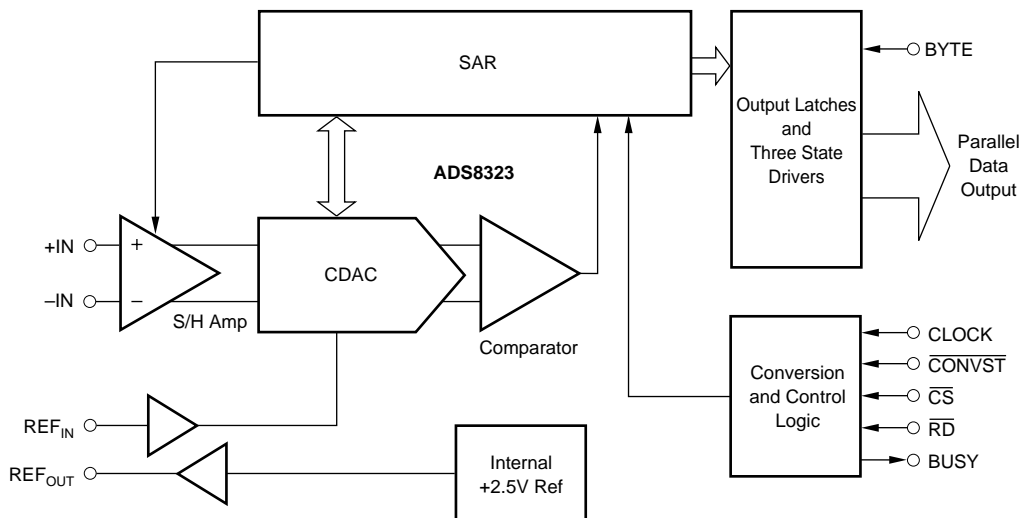 SAR
BYTE
Output Latches
and
Three State
Drivers
Parallel
Data
Output
ADS8323
+IN
+
–IN
−
CDAC
S/H Amp
Comparator
CLOCK
CONVST
CS
RD
BUSY
Conversion
and Control
Logic
REFIN
REFOUT
Internal
+2.5V Ref